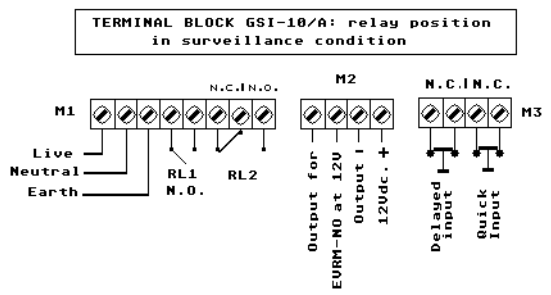 TERMINAL BLOCK GSI-10/A: relay position
in surveillance condition
N.C. N.O.
M1
Live
Neutral
Earth
RL1
N.O.
RL2
M2
Output for
EVRM-NO at 12V
Output -
12Vdc. +
N.C. N.C.
M3
Delayed
input
Quick
Input